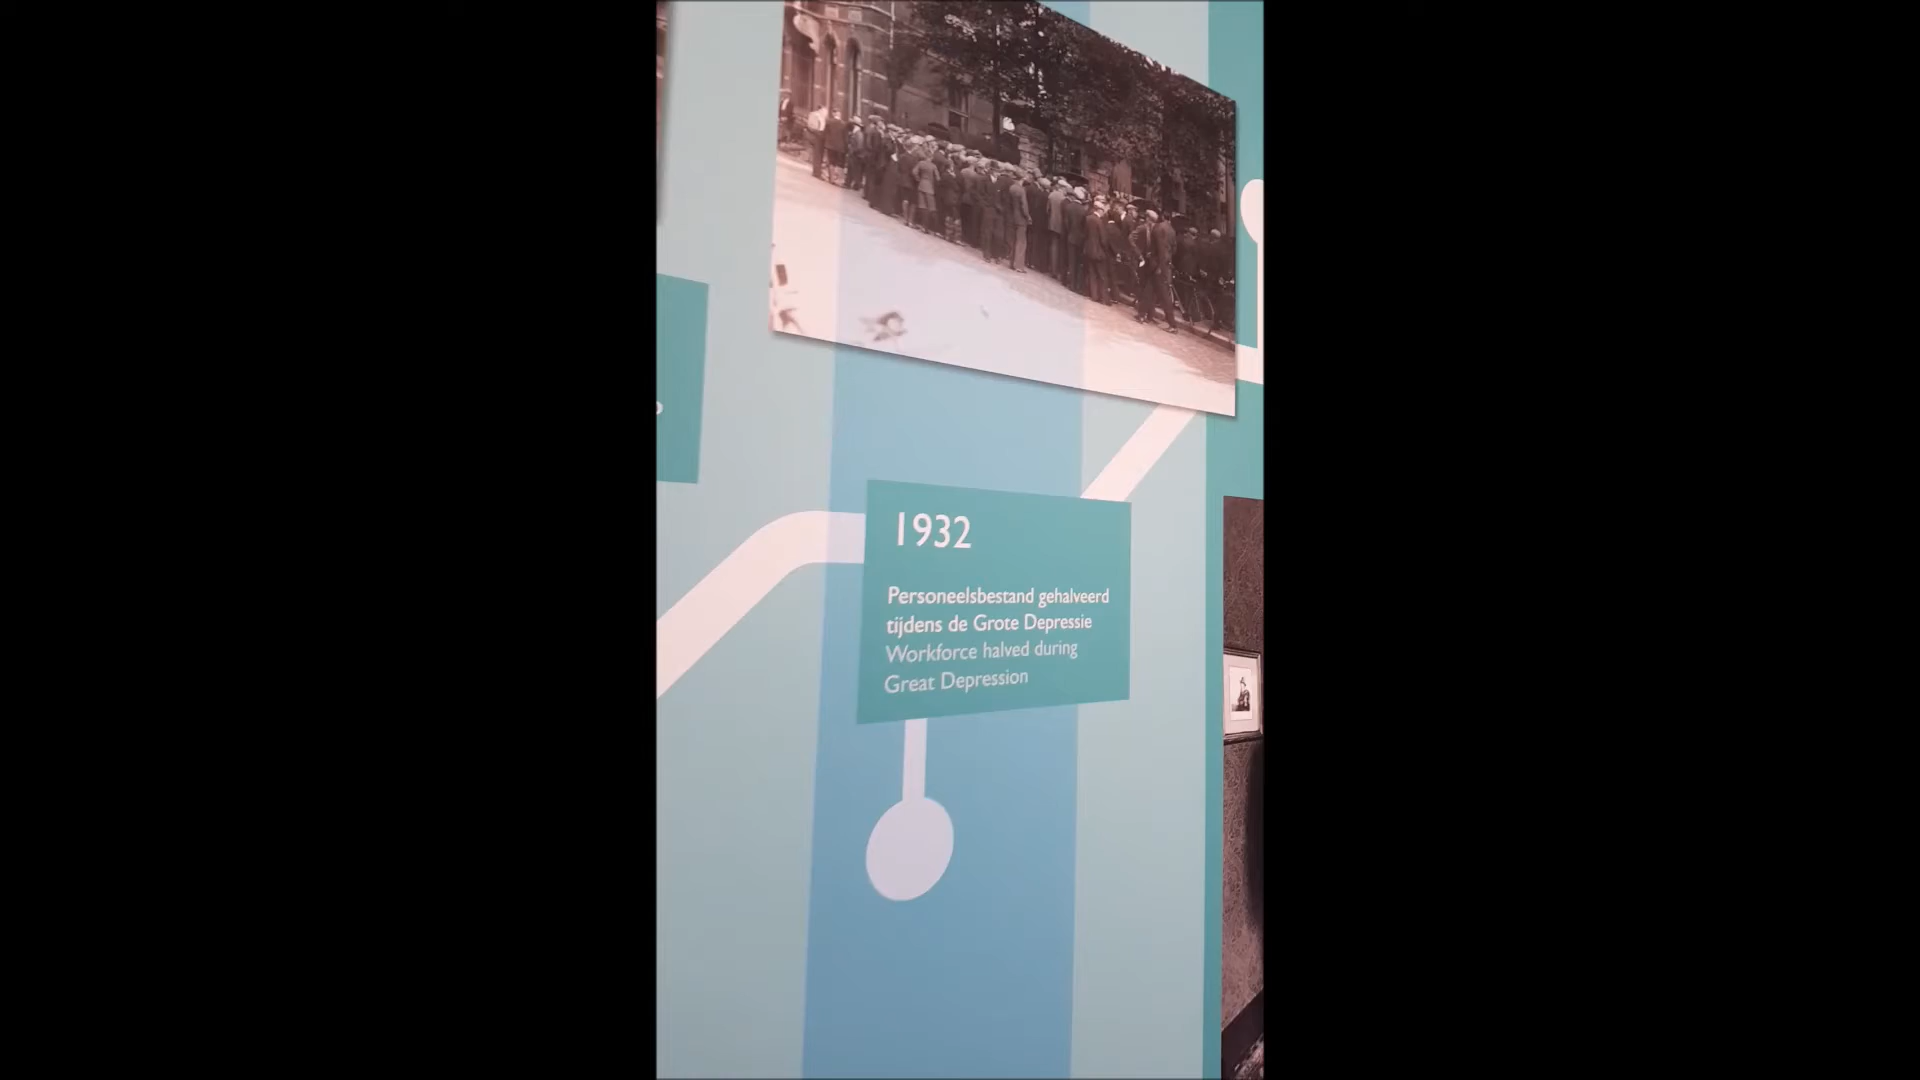 1932
Personeelsbestand gehalveerd
tijdens de Grote Depressie
Workforce halved during
Great Depression